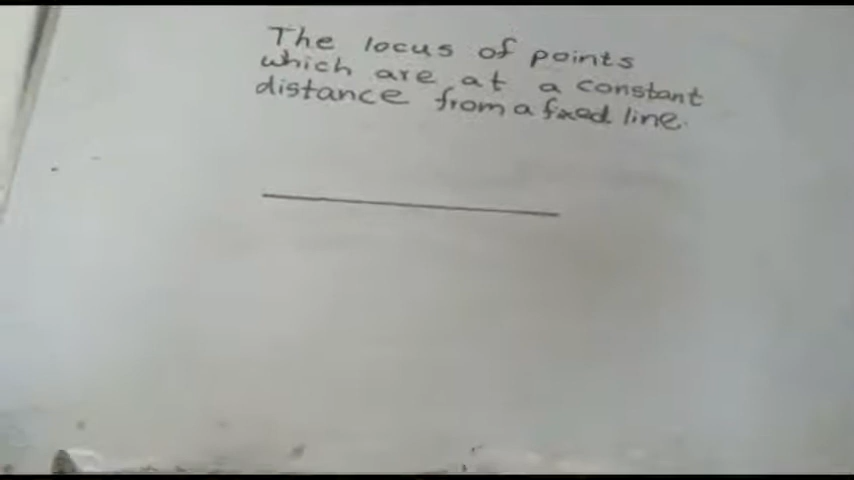 The locus of points
which are at a constant
distance from a fixed line.